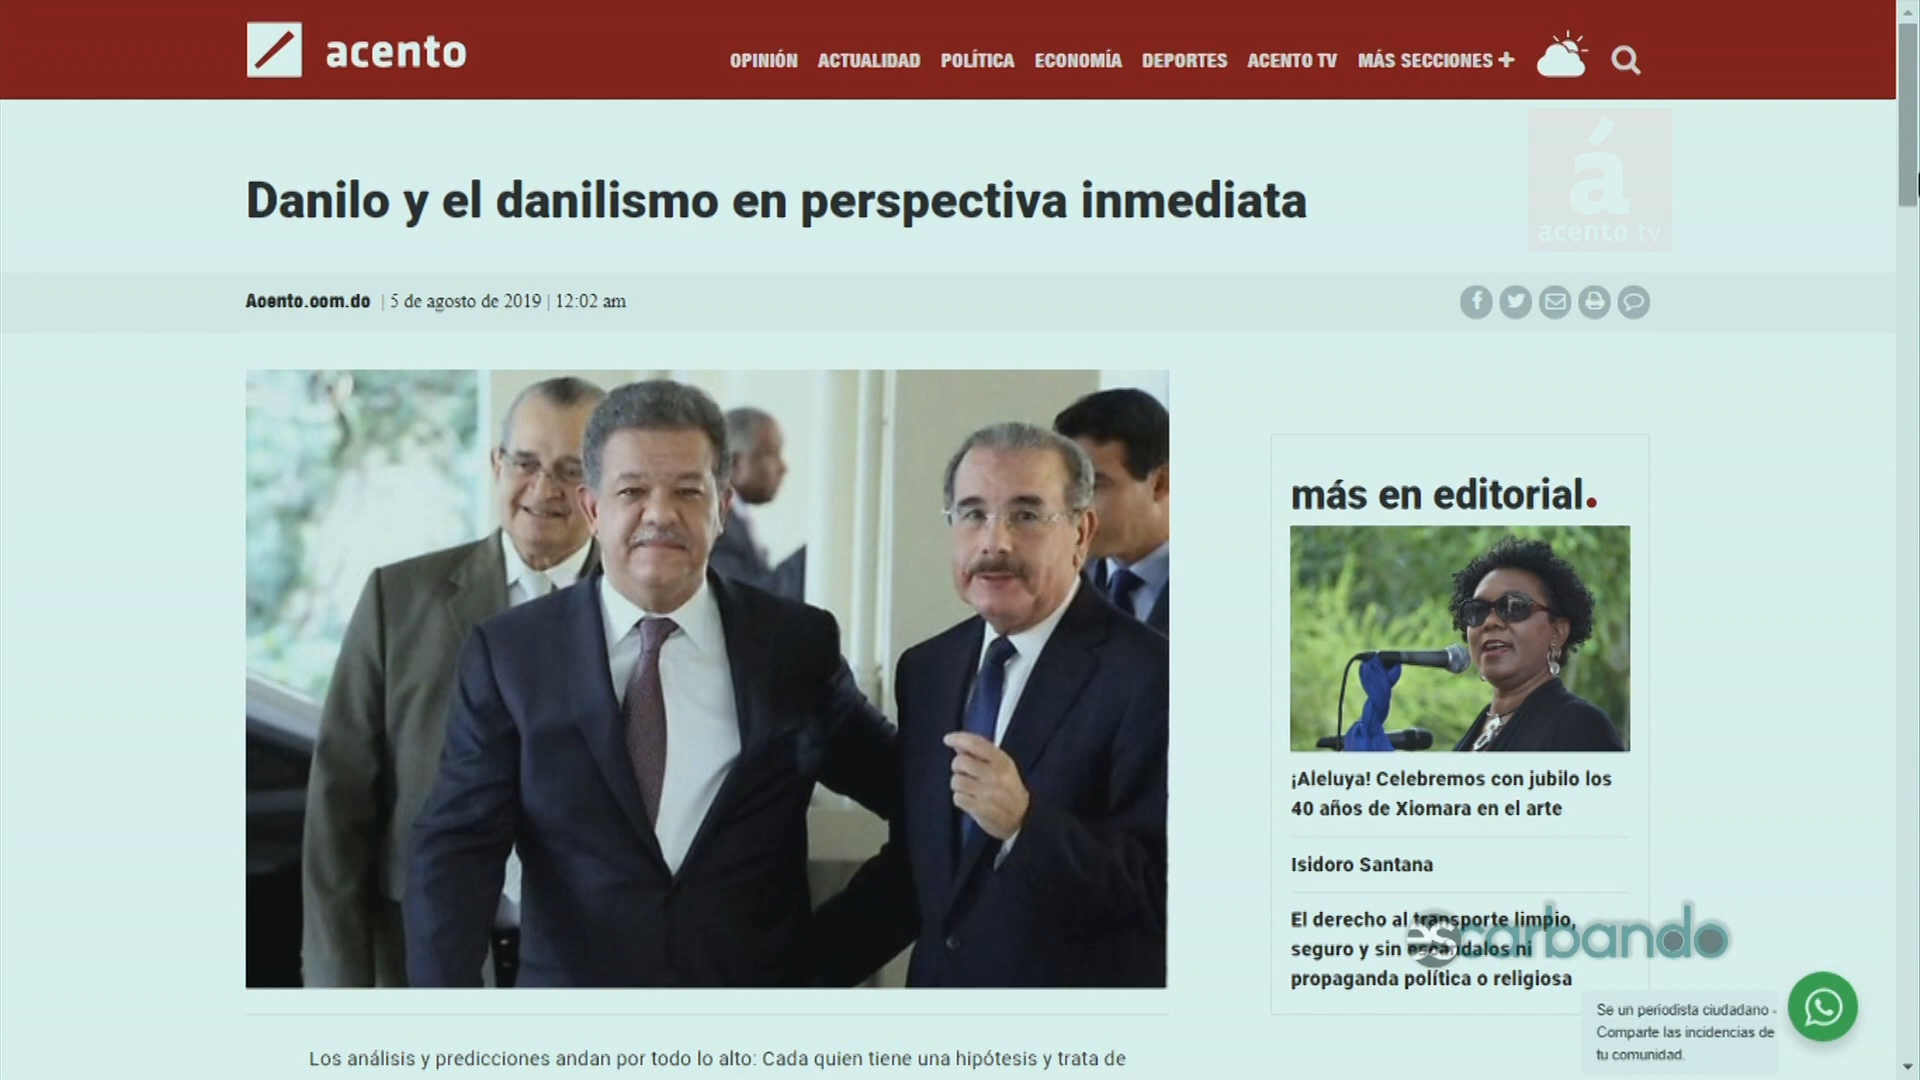 acento
OPINIÓN ACTUALIDAD POLÍTICA ECONOMÍA DEPORTES ACENTO TV MÁS SECCIONES +
á
acento tv
Danilo y el danilismo en perspectiva inmediata
Acento.com.do | 5 de agosto de 2019 | 12:02 am
más en editorial.
¡Aleluya! Celebremos con jubilo los
40 años de Xiomara en el arte
Isidoro Santana
El derecho al transporte limpio,
seguro y sin escándalos ni
propaganda política o religiosa
escarbando
Se un periodista ciudadano -
Comparte las incidencias de
tu comunidad.
Los análisis y predicciones andan por todo lo alto: Cada quien tiene una hipótesis y trata de